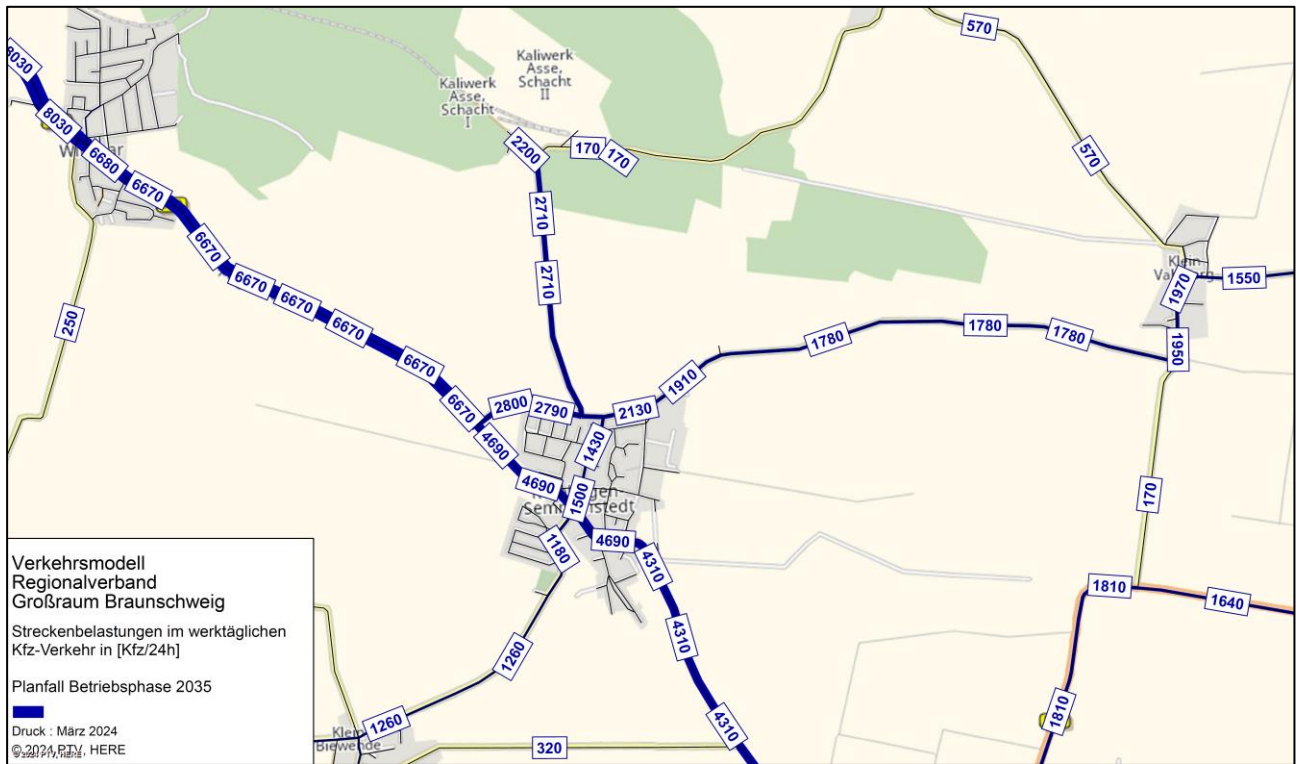 8030
570
Kaliwerk
Asse,
Schacht
II
Kaliwerk
Asse,
Schacht
I
8030
6680
6670
2200
170
170
570
6670
2710
6670
6670
6670
2710
250
1970
1550
6670
1780
1780
1780
1950
6670
1910
6670
2800
2790
2130
4690
1430
4690
1500
170
1180
4690
4310
1810
1640
4310
1260
1810
4310
1260
Klein
Biewende
320
Verkehrsmodell
Regionalverband
Großraum Braunschweig
Streckenbelastungen im werktäglichen
Kfz-Verkehr in [Kfz/24h]
Planfall Betriebsphase 2035
Druck : März 2024
© 2024 PTV, HERE